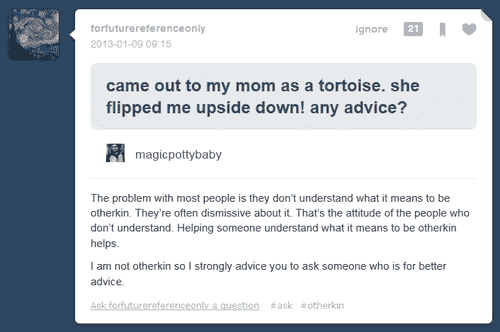 forfuturereferenceonly
ignore 21
2013-01-09 09:15
came out to my mom as a tortoise. she
flipped me upside down! any advice?
magicpottybaby
The problem with most people is they don't understand what it means to be
otherkin. They're often dismissive about it. That's the attitude of the people who
don't understand. Helping someone understand what it means to be otherkin
helps.
I am not otherkin so I strongly advice you to ask someone who is for better
advice.
Ask forfuturereferenceonly a question #ask #otherkin